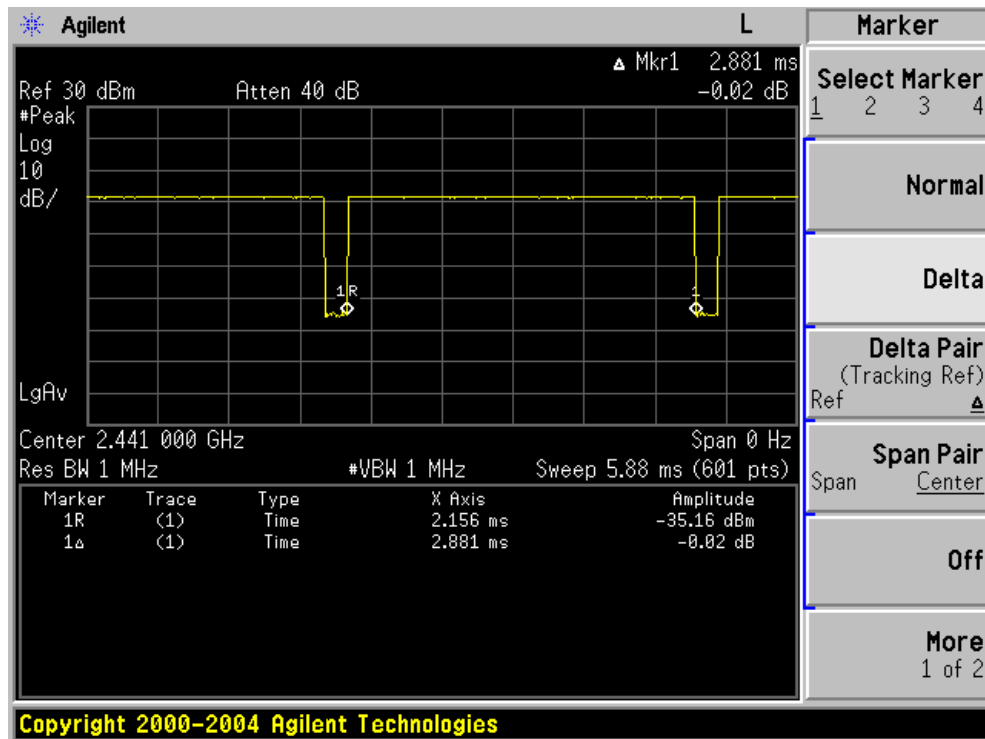 Agilent L Marker
Δ Mkr1 2.881 ms
Ref 30 dBm Atten 40 dB −0.02 dB
#Peak
Log
10
dB/
1R
1
LgAv
Center 2.441 000 GHz Span 0 Hz
Res BW 1 MHz #VBW 1 MHz Sweep 5.88 ms (601 pts)
Marker Trace Type X Axis Amplitude
1R (1) Time 2.156 ms −35.16 dBm
1Δ (1) Time 2.881 ms −0.02 dB
Select Marker
1 2 3 4
Normal
Delta
Delta Pair
(Tracking Ref)
Ref Δ
Span Pair
Span Center
Off
More
1 of 2
Copyright 2000–2004 Agilent Technologies